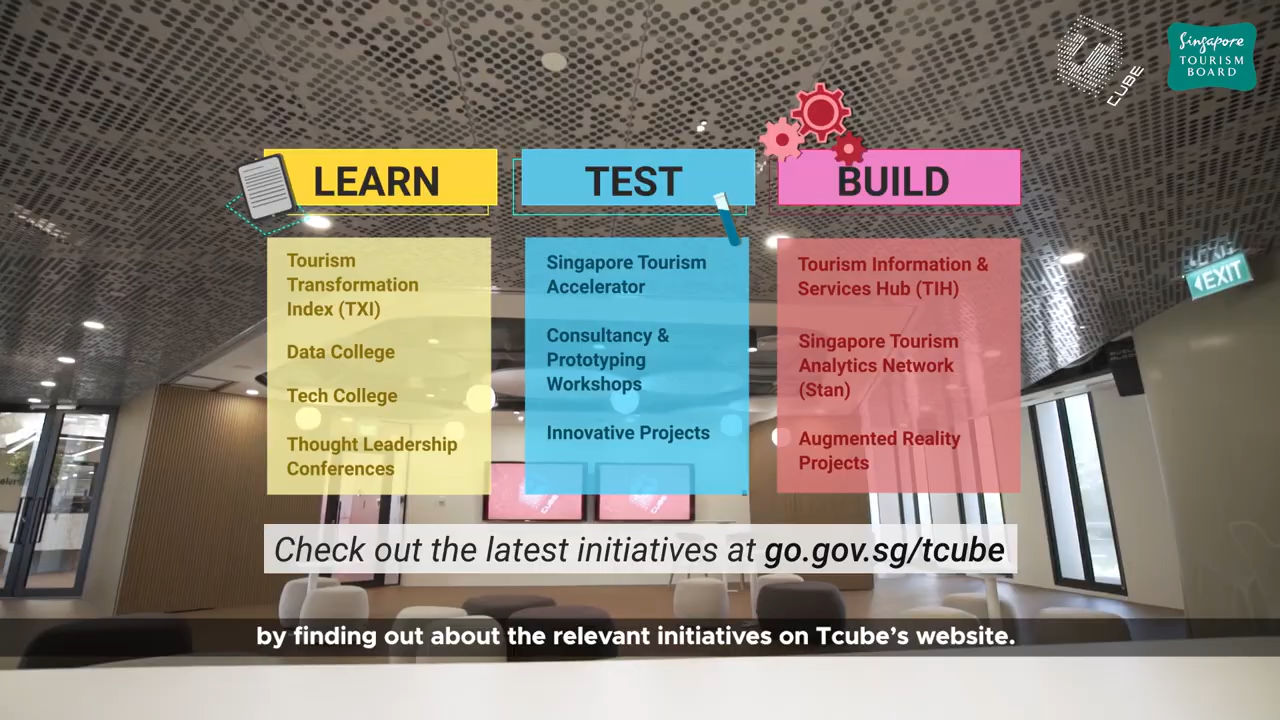 CUBE
Singapore
TOURISM
BOARD
LEARN
TEST
BUILD
Tourism
Transformation
Index (TXI)
Data College
Tech College
Thought Leadership
Conferences
Singapore Tourism
Accelerator
Consultancy &
Prototyping
Workshops
Innovative Projects
Tourism Information &
Services Hub (TIH)
Singapore Tourism
Analytics Network
(Stan)
Augmented Reality
Projects
EXIT
CUBE
CUBE
Check out the latest initiatives at go.gov.sg/tcube
by finding out about the relevant initiatives on Tcube's website.